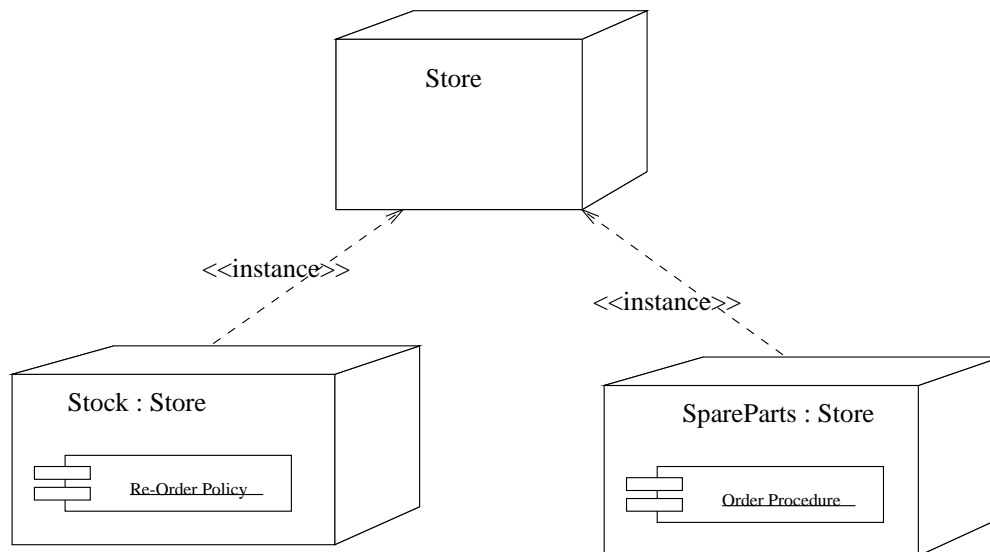 Store
<<instance>>
<<instance>>
Stock : Store
SpareParts : Store
Re-Order Policy
Order Procedure